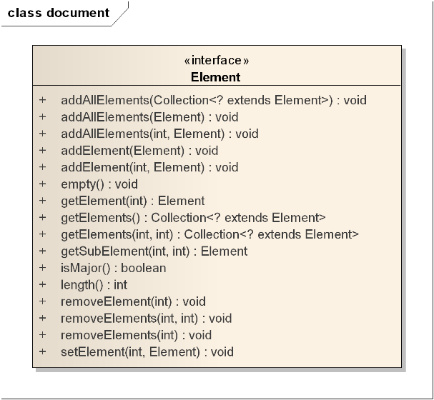 class document
«interface»
Element
+ addAllElements(Collection<? extends Element>) : void
+ addAllElements(Element) : void
+ addAllElements(int, Element) : void
+ addElement(Element) : void
+ addElement(int, Element) : void
+ empty() : void
+ getElement(int) : Element
+ getElements() : Collection<? extends Element>
+ getElements(int, int) : Collection<? extends Element>
+ getSubElement(int, int) : Element
+ isMajor() : boolean
+ length() : int
+ removeElement(int) : void
+ removeElements(int, int) : void
+ removeElements(int) : void
+ setElement(int, Element) : void